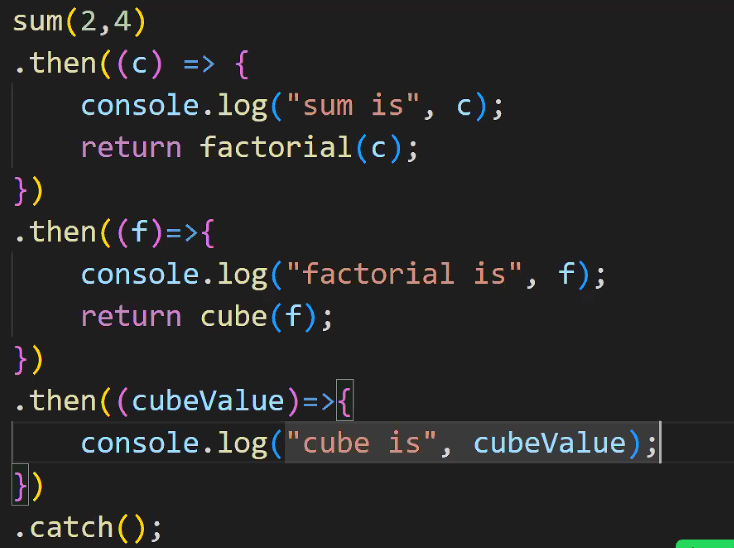 sum(2,4)
.then((c) => {
    console.log("sum is", c);
    return factorial(c);
})
.then((f)=>{
    console.log("factorial is", f);
    return cube(f);
})
.then((cubeValue)=>{
    console.log("cube is", cubeValue);
})
.catch();